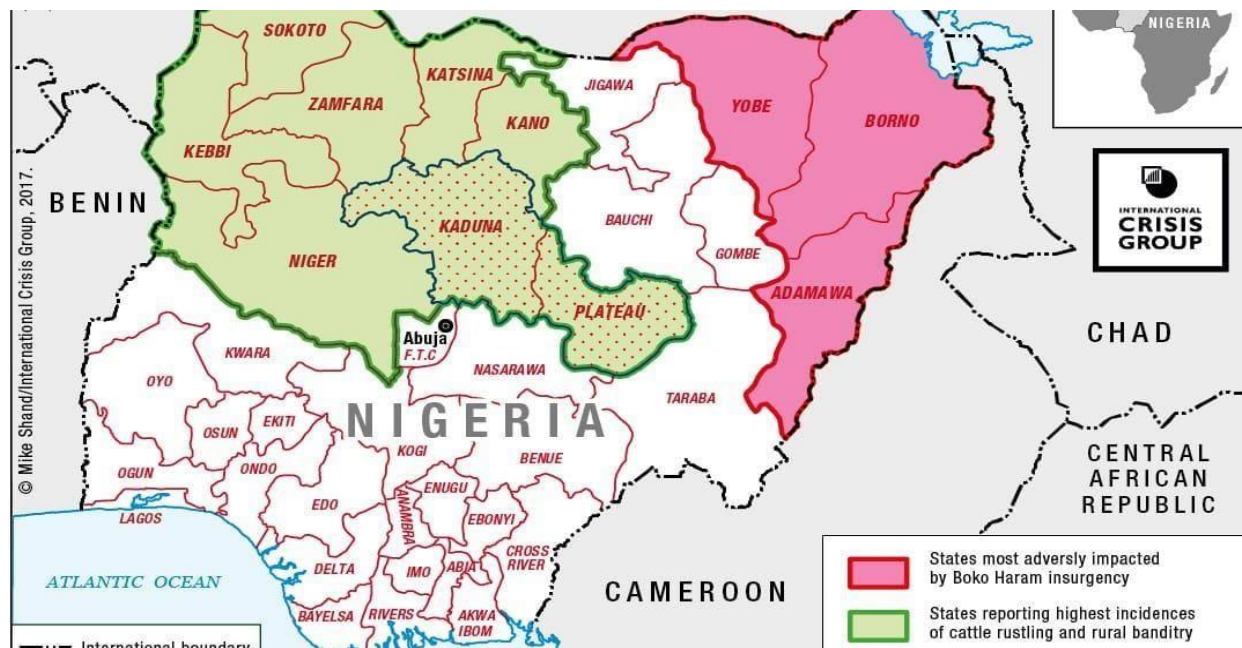 SOKOTO
KATSINA
JIGAWA
ZAMFARA
KANO
YOBE
BORNO
KEBBI
BENIN
KADUNA
BAUCHI
GOMBE
NIGER
PLATEAU
ADAMAWA
Abuja
F.T.C
KWARA
NASARAWA
TARABA
OYO
NIGERIA
OSUN
EKITI
KOGI
BENUE
OGUN
ONDO
EDO
ENUGU
ANAMBRA
EBONYI
LAGOS
CROSS
RIVER
DELTA
IMO
ABIA
BAYELSA
RIVERS
AKWA
IBOM
ATLANTIC OCEAN
CAMEROON
CHAD
CENTRAL
AFRICAN
REPUBLIC
NIGERIA
INTERNATIONAL
CRISIS
GROUP
© Mike Shand/International Crisis Group, 2017.
International boundary
States most adversly impacted
by Boko Haram insurgency
States reporting highest incidences
of cattle rustling and rural banditry